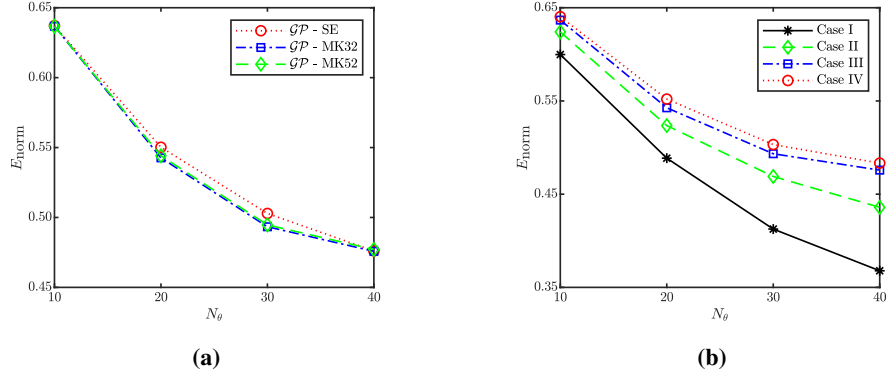 0.65
0.60
0.55
0.50
0.45
10
20
30
40
E_norm
N_θ
𝒢𝒫 - SE
𝒢𝒫 - MK32
𝒢𝒫 - MK52
(a)
0.65
0.55
0.45
0.35
10
20
30
40
E_norm
N_θ
Case I
Case II
Case III
Case IV
(b)